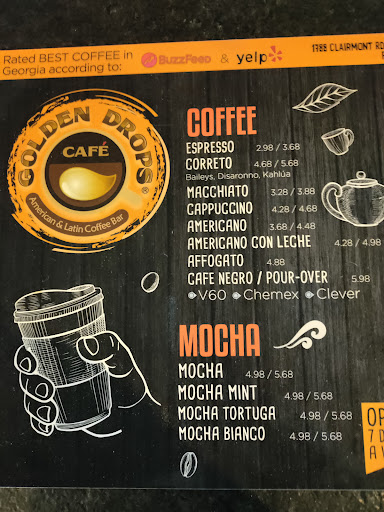 Rated BEST COFFEE in
Georgia according to:
BuzzFeed & yelp
1788 CLAIRMONT RD
GOLDEN DROPS®
CAFÉ
American & Latin Coffee Bar
COFFEE
ESPRESSO 2.98 / 3.68
CORRETO 4.68 / 5.68
Baileys, Disaronno, Kahlúa
MACCHIATO 3.28 / 3.88
CAPPUCCINO 4.28 / 4.68
AMERICANO 3.68 / 4.48
AMERICANO CON LECHE 4.28 / 4.98
AFFOGATO 4.88
CAFE NEGRO / POUR-OVER 5.98
V60 Chemex Clever
MOCHA
MOCHA 4.98 / 5.68
MOCHA MINT 4.98 / 5.68
MOCHA TORTUGA 4.98 / 5.68
MOCHA BIANCO 4.98 / 5.68
7 D
A W